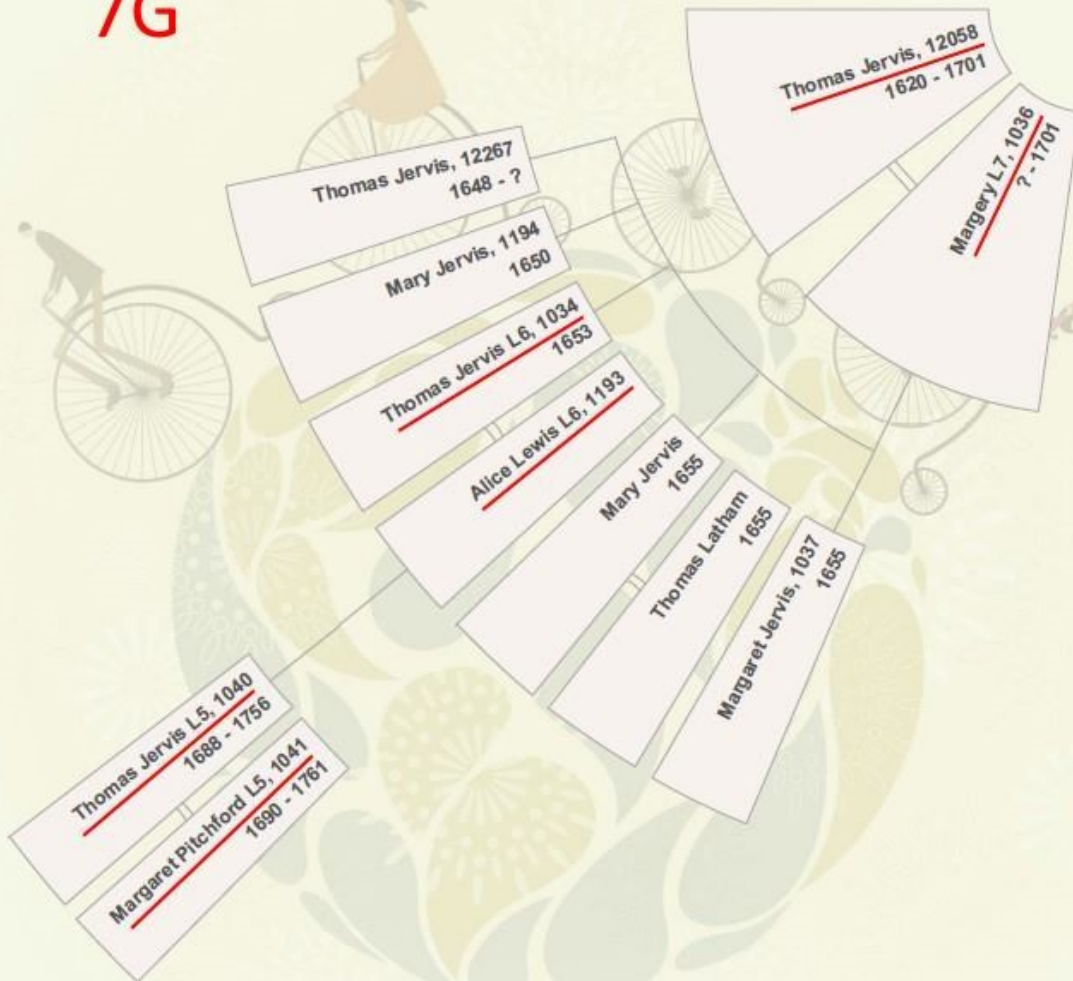 7G
Thomas Jervis, 12058
1620 - 1701
Margery L7, 1036
? - 1701
Thomas Jervis, 12267
1648 - ?
Mary Jervis, 1194
1650
Thomas Jervis L6, 1034
1653
Alice Lewis L6, 1193
Mary Jervis
1655
Thomas Latham
1655
Margaret Jervis, 1037
1655
Thomas Jervis L5, 1040
1688 - 1756
Margaret Pitchford L5, 1041
1690 - 1761